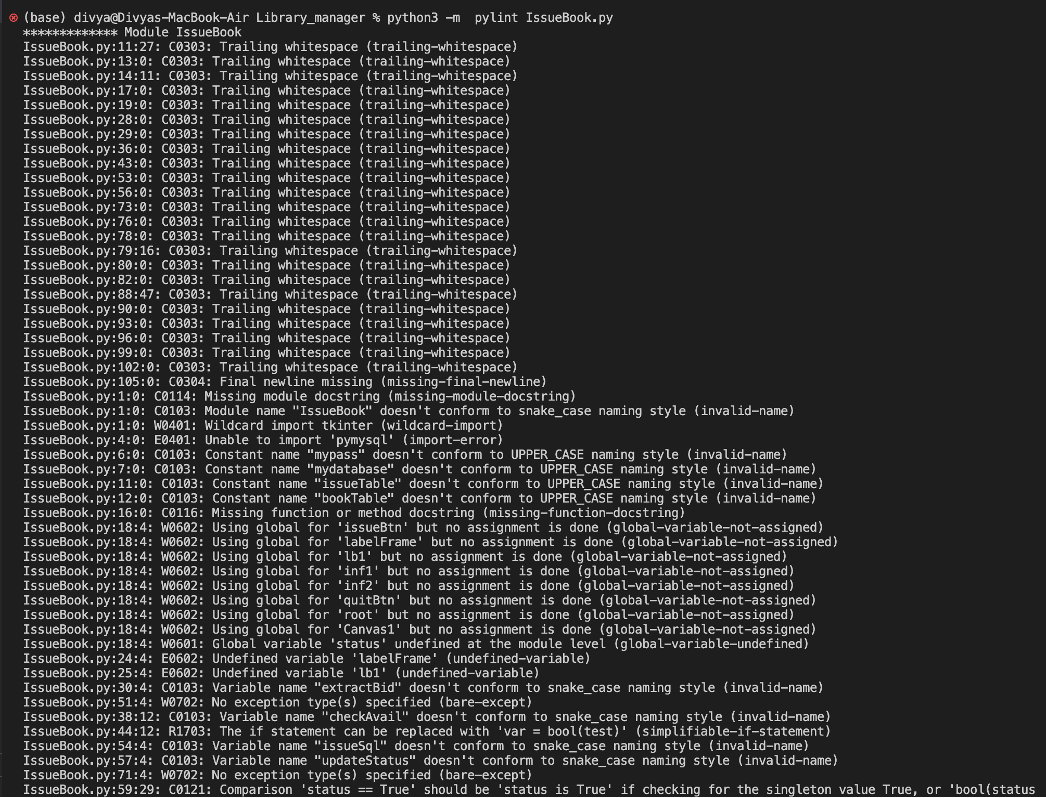 (base) divya@Divyas-MacBook-Air Library_manager % python3 -m  pylint IssueBook.py
************* Module IssueBook
IssueBook.py:11:27: C0303: Trailing whitespace (trailing-whitespace)
IssueBook.py:13:0: C0303: Trailing whitespace (trailing-whitespace)
IssueBook.py:14:11: C0303: Trailing whitespace (trailing-whitespace)
IssueBook.py:17:0: C0303: Trailing whitespace (trailing-whitespace)
IssueBook.py:19:0: C0303: Trailing whitespace (trailing-whitespace)
IssueBook.py:28:0: C0303: Trailing whitespace (trailing-whitespace)
IssueBook.py:29:0: C0303: Trailing whitespace (trailing-whitespace)
IssueBook.py:36:0: C0303: Trailing whitespace (trailing-whitespace)
IssueBook.py:43:0: C0303: Trailing whitespace (trailing-whitespace)
IssueBook.py:53:0: C0303: Trailing whitespace (trailing-whitespace)
IssueBook.py:56:0: C0303: Trailing whitespace (trailing-whitespace)
IssueBook.py:73:0: C0303: Trailing whitespace (trailing-whitespace)
IssueBook.py:76:0: C0303: Trailing whitespace (trailing-whitespace)
IssueBook.py:78:0: C0303: Trailing whitespace (trailing-whitespace)
IssueBook.py:79:16: C0303: Trailing whitespace (trailing-whitespace)
IssueBook.py:80:0: C0303: Trailing whitespace (trailing-whitespace)
IssueBook.py:82:0: C0303: Trailing whitespace (trailing-whitespace)
IssueBook.py:88:47: C0303: Trailing whitespace (trailing-whitespace)
IssueBook.py:90:0: C0303: Trailing whitespace (trailing-whitespace)
IssueBook.py:93:0: C0303: Trailing whitespace (trailing-whitespace)
IssueBook.py:96:0: C0303: Trailing whitespace (trailing-whitespace)
IssueBook.py:99:0: C0303: Trailing whitespace (trailing-whitespace)
IssueBook.py:102:0: C0303: Trailing whitespace (trailing-whitespace)
IssueBook.py:105:0: C0304: Final newline missing (missing-final-newline)
IssueBook.py:1:0: C0114: Missing module docstring (missing-module-docstring)
IssueBook.py:1:0: C0103: Module name "IssueBook" doesn't conform to snake_case naming style (invalid-name)
IssueBook.py:1:0: W0401: Wildcard import tkinter (wildcard-import)
IssueBook.py:4:0: E0401: Unable to import 'pymysql' (import-error)
IssueBook.py:6:0: C0103: Constant name "mypass" doesn't conform to UPPER_CASE naming style (invalid-name)
IssueBook.py:7:0: C0103: Constant name "mydatabase" doesn't conform to UPPER_CASE naming style (invalid-name)
IssueBook.py:11:0: C0103: Constant name "issueTable" doesn't conform to UPPER_CASE naming style (invalid-name)
IssueBook.py:12:0: C0103: Constant name "bookTable" doesn't conform to UPPER_CASE naming style (invalid-name)
IssueBook.py:16:0: C0116: Missing function or method docstring (missing-function-docstring)
IssueBook.py:18:4: W0602: Using global for 'issueBtn' but no assignment is done (global-variable-not-assigned)
IssueBook.py:18:4: W0602: Using global for 'labelFrame' but no assignment is done (global-variable-not-assigned)
IssueBook.py:18:4: W0602: Using global for 'lb1' but no assignment is done (global-variable-not-assigned)
IssueBook.py:18:4: W0602: Using global for 'inf1' but no assignment is done (global-variable-not-assigned)
IssueBook.py:18:4: W0602: Using global for 'inf2' but no assignment is done (global-variable-not-assigned)
IssueBook.py:18:4: W0602: Using global for 'quitBtn' but no assignment is done (global-variable-not-assigned)
IssueBook.py:18:4: W0602: Using global for 'root' but no assignment is done (global-variable-not-assigned)
IssueBook.py:18:4: W0602: Using global for 'Canvas1' but no assignment is done (global-variable-not-assigned)
IssueBook.py:18:4: W0601: Global variable 'status' undefined at the module level (global-variable-undefined)
IssueBook.py:24:4: E0602: Undefined variable 'labelFrame' (undefined-variable)
IssueBook.py:25:4: E0602: Undefined variable 'lb1' (undefined-variable)
IssueBook.py:30:4: C0103: Variable name "extractBid" doesn't conform to snake_case naming style (invalid-name)
IssueBook.py:51:4: W0702: No exception type(s) specified (bare-except)
IssueBook.py:38:12: C0103: Variable name "checkAvail" doesn't conform to snake_case naming style (invalid-name)
IssueBook.py:44:12: R1703: The if statement can be replaced with 'var = bool(test)' (simplifiable-if-statement)
IssueBook.py:54:4: C0103: Variable name "issueSql" doesn't conform to snake_case naming style (invalid-name)
IssueBook.py:57:4: C0103: Variable name "updateStatus" doesn't conform to snake_case naming style (invalid-name)
IssueBook.py:71:4: W0702: No exception type(s) specified (bare-except)
IssueBook.py:59:29: C0121: Comparison 'status == True' should be 'status is True' if checking for the singleton value True, or 'bool(status